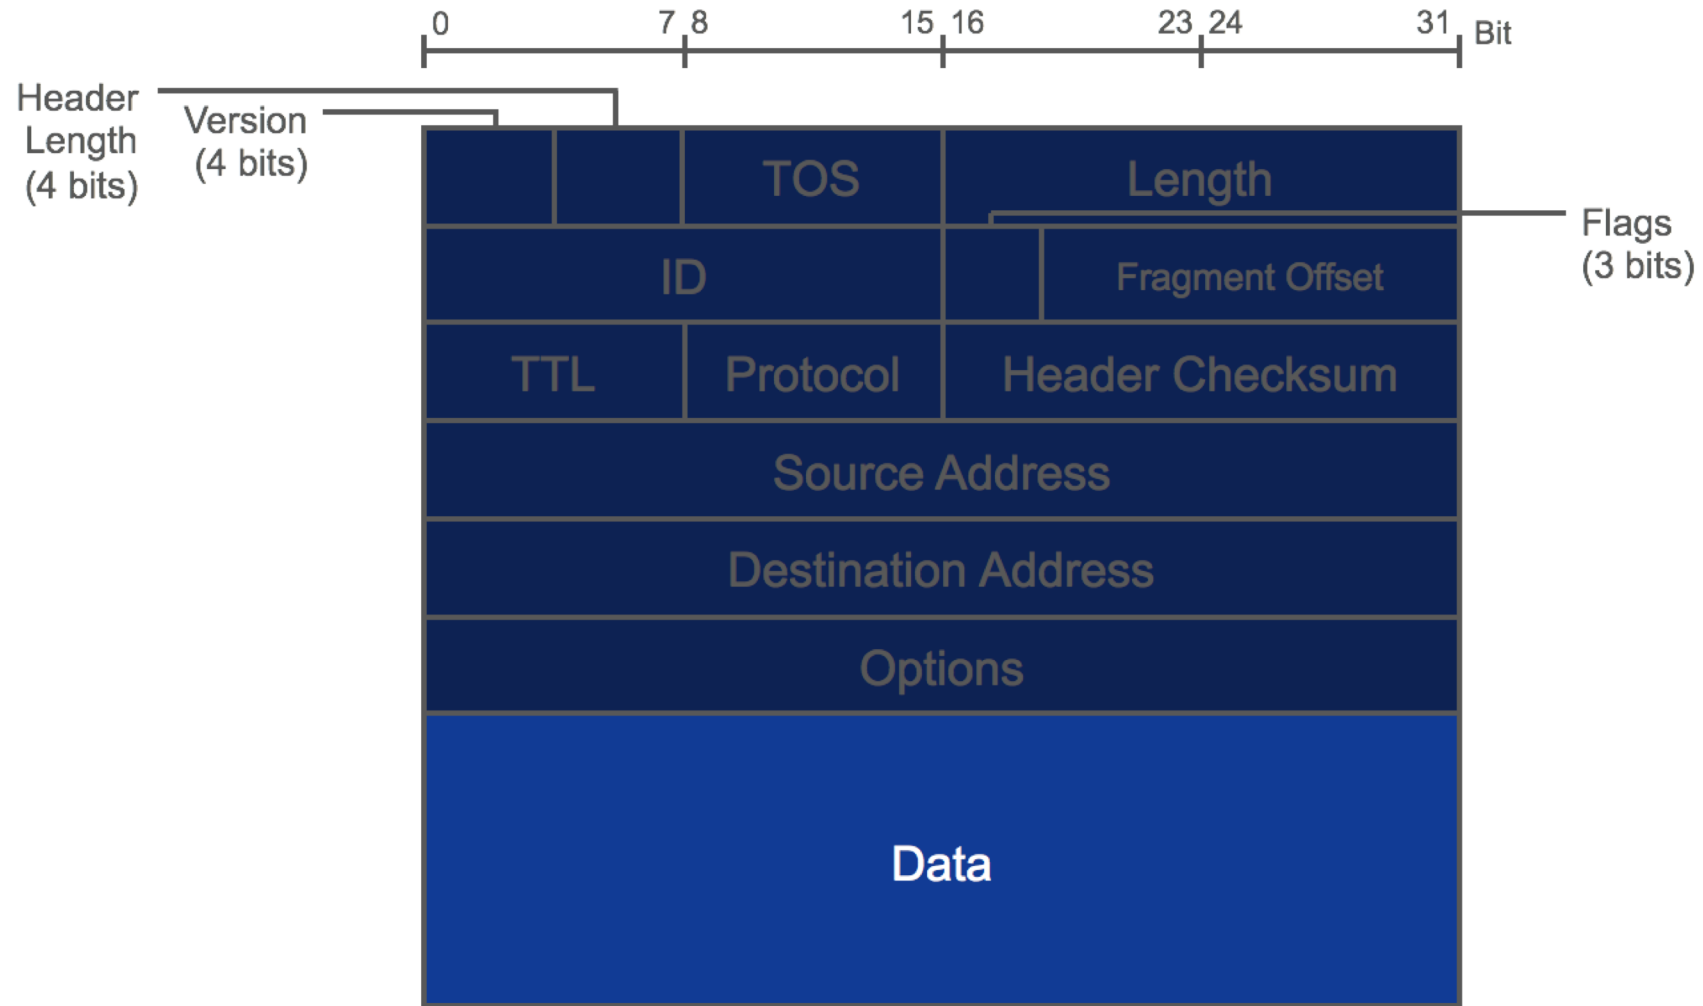 0 7 8 15 16 23 24 31 Bit
Header
Length
(4 bits)
Version
(4 bits)
TOS Length
Flags
(3 bits)
ID Fragment Offset
TTL Protocol Header Checksum
Source Address
Destination Address
Options
Data